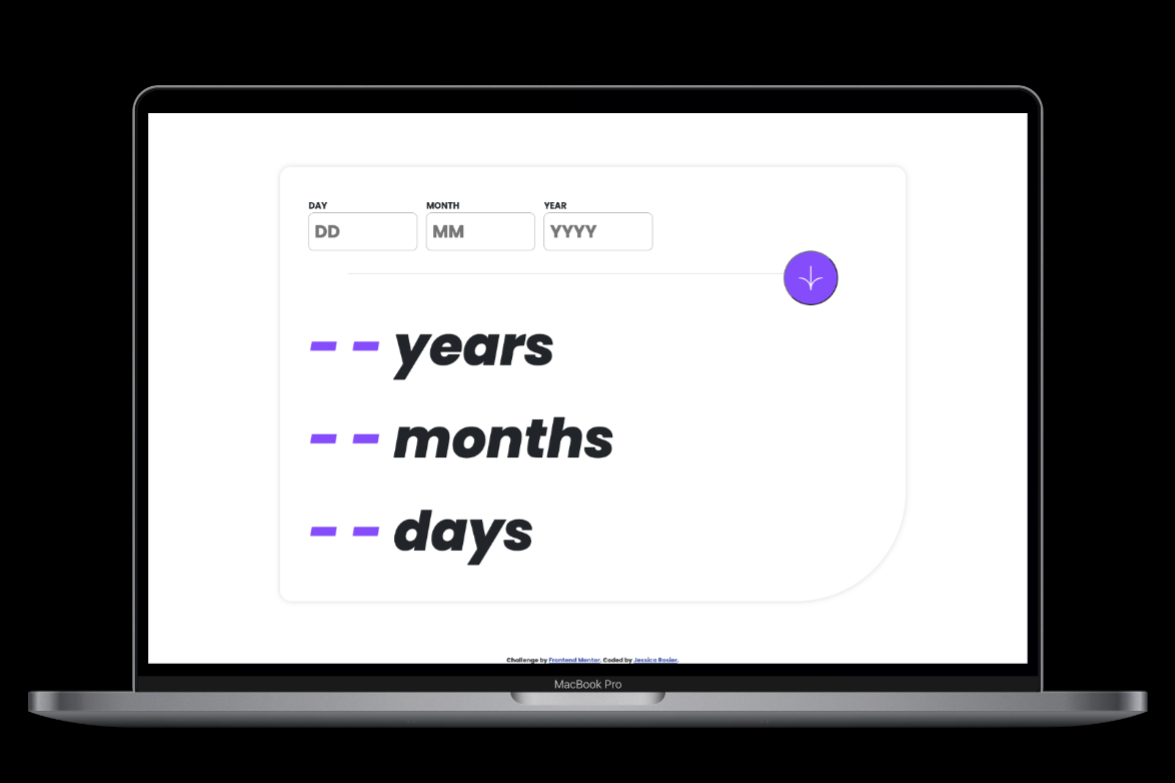 DAY MONTH YEAR
DD MM YYYY
-- years
-- months
-- days
Challenge by Frontend Mentor. Coded by Jessica Rosier.
MacBook Pro